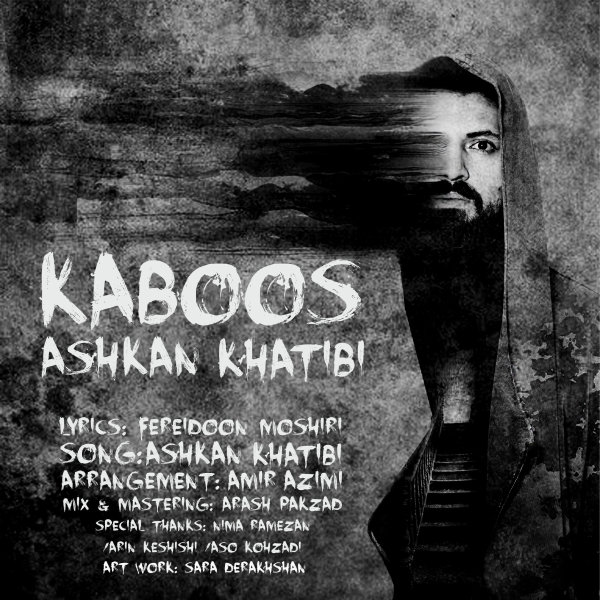 KABOOS
ASHKAN KHATIBI
LYRICS: FEREIDOON MOSHIRI
SONG:ASHKAN KHATIBI
ARRANGEMENT: AMIR AZIMI
MIX & MASTERING: ARASH PAKZAD
SPECIAL THANKS: NIMA RAMEZAN
/ARIN KESHISHI /ASO KOHZADI
ART WORK: SARA DERAKHSHAN